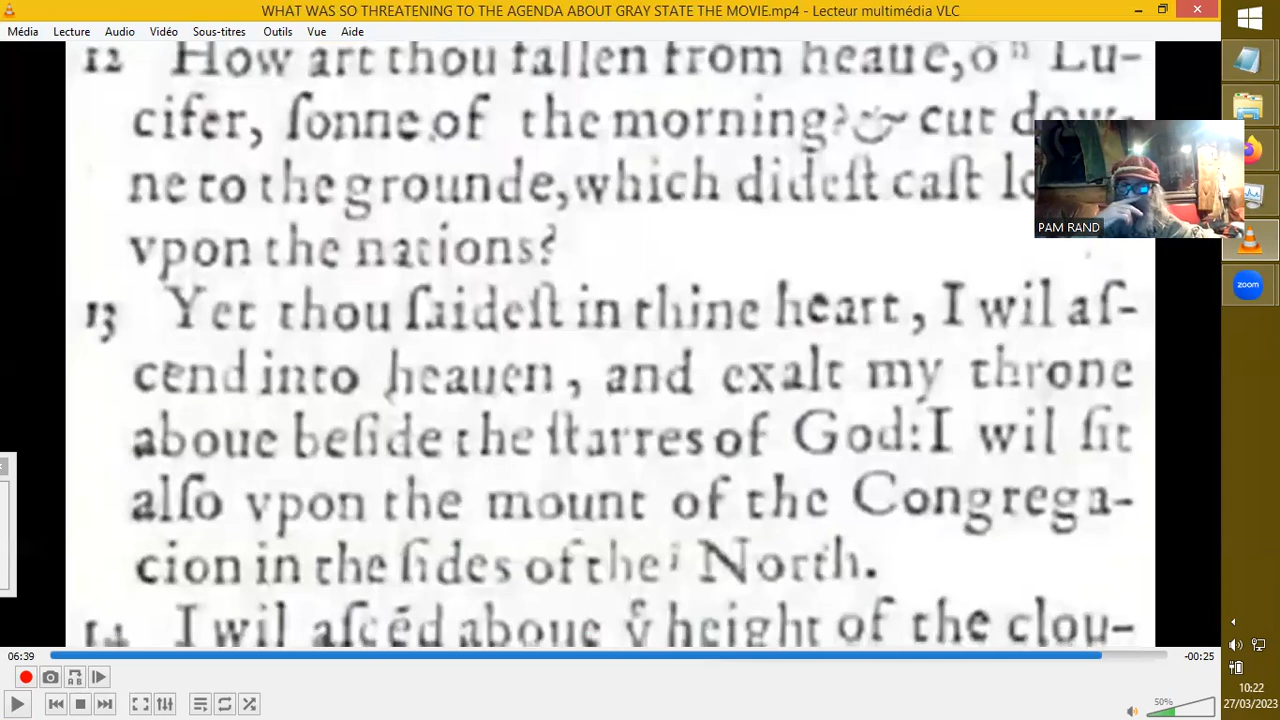 WHAT WAS SO THREATENING TO THE AGENDA ABOUT GRAY STATE THE MOVIE.mp4 - Lecteur multimédia VLC
Média Lecture Audio Vidéo Sous-titres Outils Vue Aide
12 How art thou fallen from heaue, ô ⁿ Lu-
cifer, ſonne of the morning? & cut dow-
ne to the grounde, which dideſt caſt
vpon the nations?
13 Yet thou ſaideſt in thine heart, I wil aſ-
cend into heauen, and exalt my throne
aboue beſide the ſtarres of God: I wil ſit
alſo vpon the mount of the Congrega-
cion in the ſides of the ⁱ North.
14 I wil aſcēd aboue yͤ height of the clou-
PAM RAND
zoom
06:39
-00:25
50%
10:22
27/03/2023